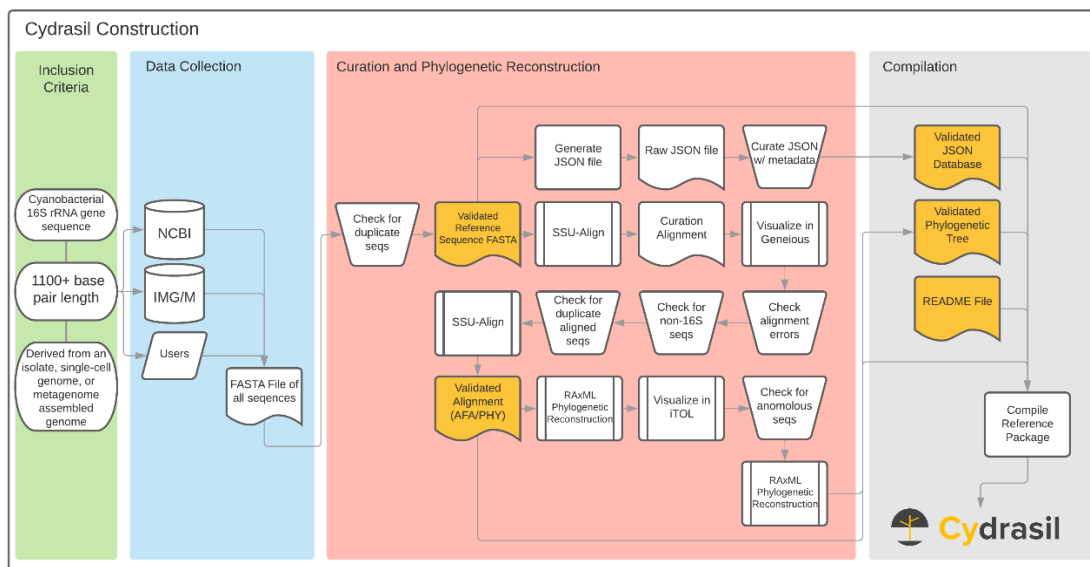 Cydrasil Construction
Inclusion
Criteria
Data Collection
Curation and Phylogenetic Reconstruction
Compilation
Cyanobacterial
16S rRNA gene
sequence
1100+ base
pair length
Derived from an
isolate, single-cell
genome, or
metagenome
assembled
genome
NCBI
IMG/M
Users
FASTA File of
all seqences
Generate
JSON file
Raw JSON file
Curate JSON
w/ metadata
Check for
duplicate
seqs
Validated
Reference
Sequence FASTA
SSU-Align
Curation
Alignment
Visualize in
Geneious
SSU-Align
Check for
duplicate
aligned
seqs
Check for
non-16S
seqs
Check
alignment
errors
Validated
Alignment
(AFA/PHY)
RAxML
Phylogenetic
Reconstruction
Visualize in
iTOL
Check for
anomolous
seqs
RAxML
Phylogenetic
Reconstruction
Validated
JSON
Database
Validated
Phylogenetic
Tree
README File
Compile
Reference
Package
Cydrasil